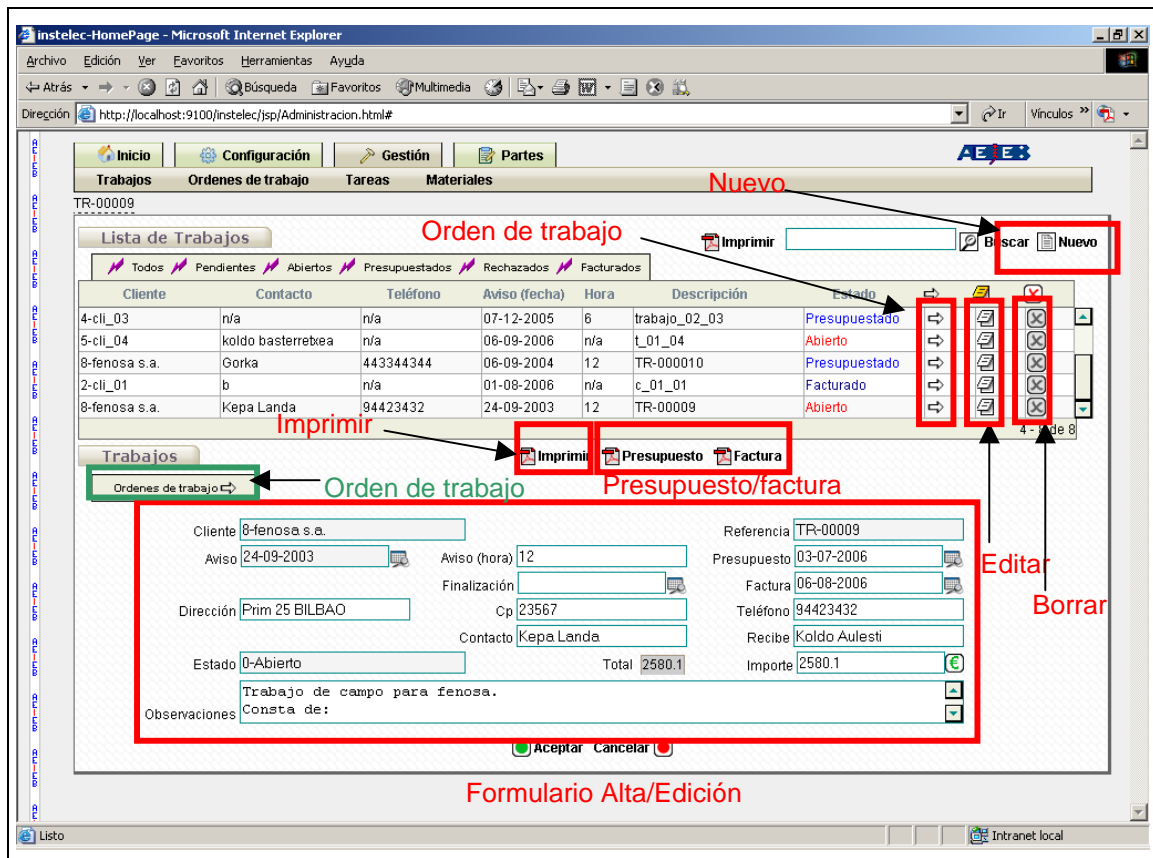 instelec-HomePage - Microsoft Internet Explorer
Archivo Edición Ver Favoritos Herramientas Ayuda
Atrás Búsqueda Favoritos Multimedia
Dirección http://localhost:9100/instelec/jsp/Administracion.html# Ir Vínculos »
Inicio Configuración Gestión Partes AEIEB
Trabajos Ordenes de trabajo Tareas Materiales
Nuevo
TR-00009
Orden de trabajo
Lista de Trabajos Imprimir Buscar Nuevo
Todos Pendientes Abiertos Presupuestados Rechazados Facturados
Cliente Contacto Teléfono Aviso (fecha) Hora Descripción Estado
4-cli_03 n/a n/a 07-12-2005 6 trabajo_02_03 Presupuestado
5-cli_04 koldo basterretxea n/a 06-09-2006 n/a t_01_04 Abierto
8-fenosa s.a. Gorka 443344344 06-09-2004 12 TR-000010 Presupuestado
2-cli_01 b n/a 01-08-2006 n/a c_01_01 Facturado
8-fenosa s.a. Kepa Landa 94423432 24-09-2003 12 TR-00009 Abierto
Imprimir
4 - 8 de 8
Trabajos Imprimir Presupuesto Factura
Ordenes de trabajo Orden de trabajo Presupuesto/factura
Cliente 8-fenosa s.a. Referencia TR-00009
Aviso 24-09-2003 Aviso (hora) 12 Presupuesto 03-07-2006
Editar
Finalización Factura 06-08-2006
Dirección Prim 25 BILBAO Cp 23567 Teléfono 94423432
Borrar
Contacto Kepa Landa Recibe Koldo Aulesti
Estado 0-Abierto Total 2580.1 Importe 2580.1 €
Trabajo de campo para fenosa.
Observaciones Consta de:
Aceptar Cancelar
Formulario Alta/Edición
Listo Intranet local